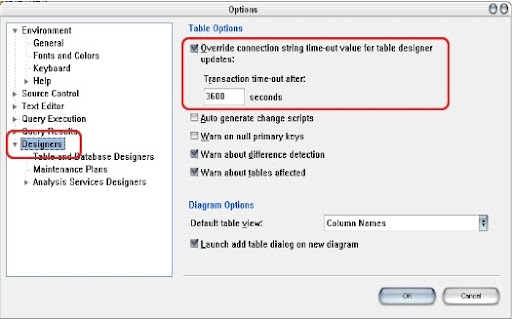 Options
Environment
General
Fonts and Colors
Keyboard
Help
Source Control
Text Editor
Query Execution
Query Results
Designers
Table and Database Designers
Maintenance Plans
Analysis Services Designers
Table Options
Override connection string time-out value for table designer
updates:
Transaction time-out after:
3600 seconds
Auto generate change scripts
Warn on null primary keys
Warn about difference detection
Warn about tables affected
Diagram Options
Default table view: Column Names
Launch add table dialog on new diagram
OK Cancel